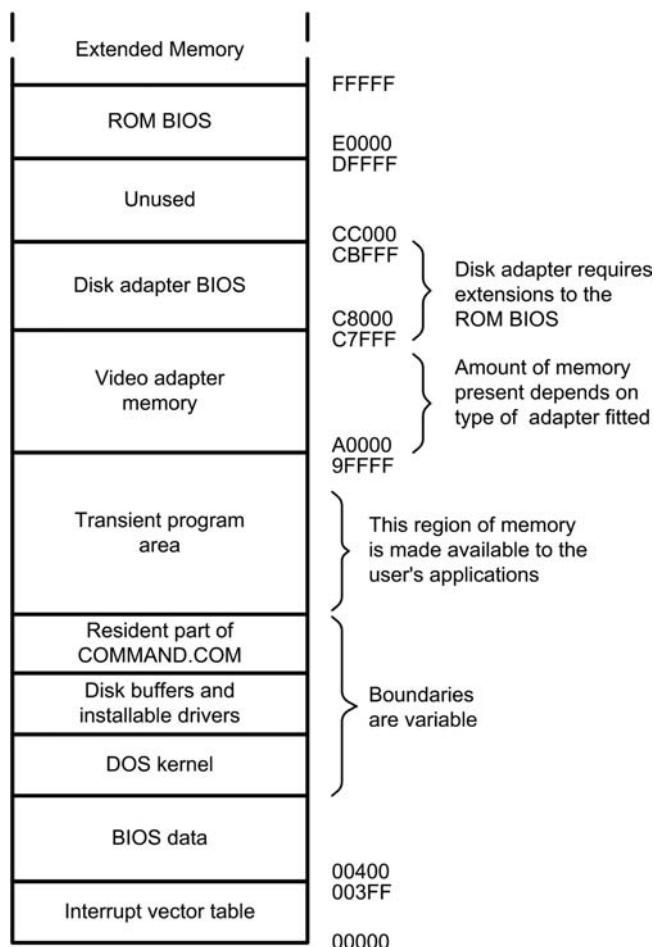 Extended Memory
FFFFF
ROM BIOS
E0000
DFFFF
Unused
CC000
CBFFF
Disk adapter BIOS
Disk adapter requires
extensions to the
ROM BIOS
C8000
C7FFF
Video adapter
memory
Amount of memory
present depends on
type of adapter fitted
A0000
9FFFF
Transient program
area
This region of memory
is made available to the
user's applications
Resident part of
COMMAND.COM
Disk buffers and
installable drivers
Boundaries
are variable
DOS kernel
BIOS data
00400
003FF
Interrupt vector table
00000